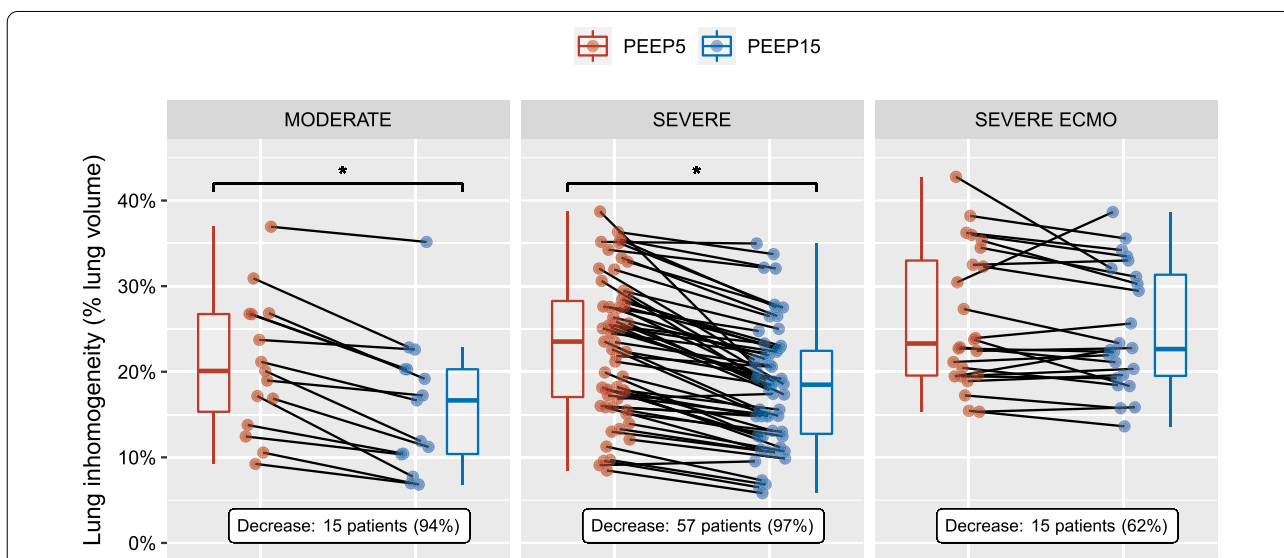 PEEP5 PEEP15
MODERATE SEVERE SEVERE ECMO
Lung inhomogeneity (% lung volume)
* *
40%
30%
20%
10%
0%
Decrease: 15 patients (94%) Decrease: 57 patients (97%) Decrease: 15 patients (62%)